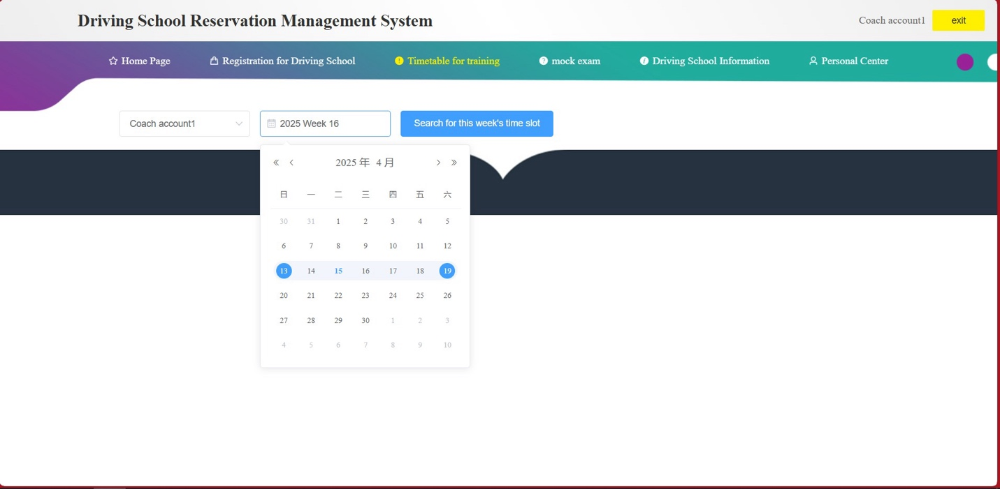 Driving School Reservation Management System
Coach account1 exit
Home Page Registration for Driving School Timetable for training mock exam Driving School Information Personal Center
Coach account1 2025 Week 16 Search for this week's time slot
2025 年 4 月
日 一 二 三 四 五 六
30 31 1 2 3 4 5
6 7 8 9 10 11 12
13 14 15 16 17 18 19
20 21 22 23 24 25 26
27 28 29 30 1 2 3
4 5 6 7 8 9 10